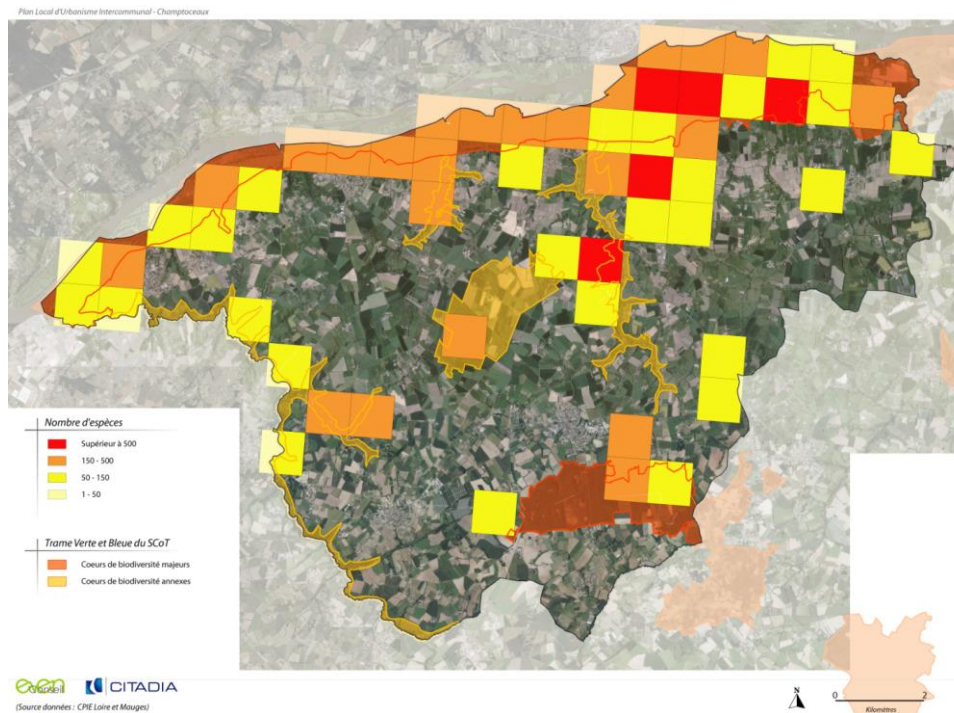 Plan Local d'Urbanisme Intercommunal - Champtoceaux
Nombre d'espèces
Supérieur à 500
150 - 500
50 - 150
1 - 50
Trame Verte et Bleue du SCoT
Coeurs de biodiversité majeurs
Coeurs de biodiversité annexes
even
Conseil
CITADIA
(Source données : CPIE Loire et Mauges)
N
0 2
Kilomètres